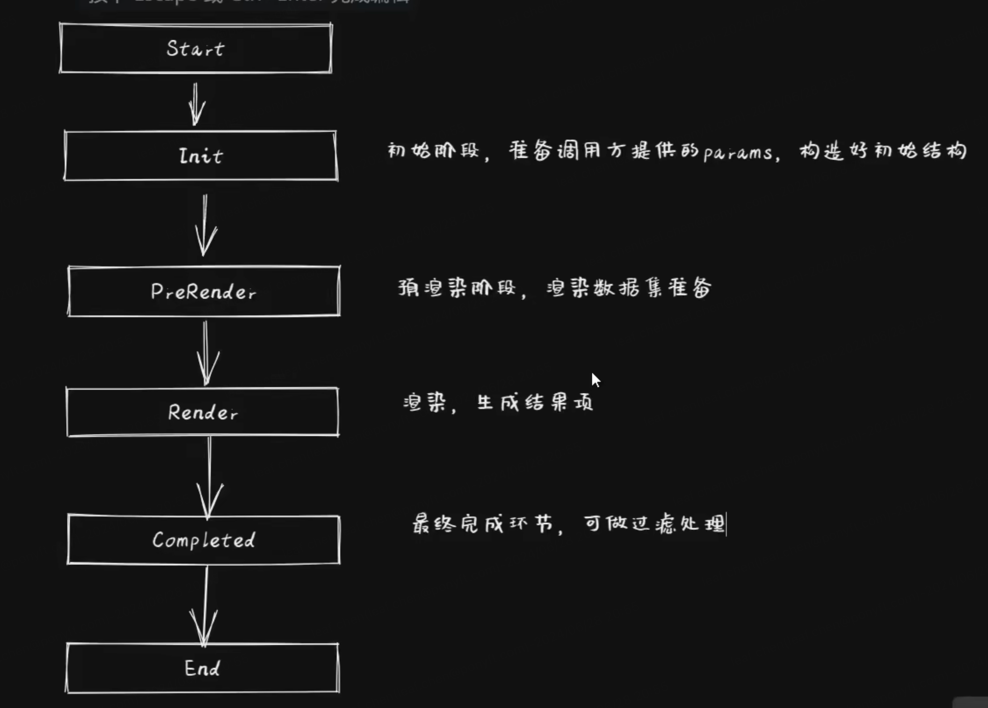 Start
Init
初始阶段，准备调用方提供的params，构造好初始结构
PreRender
预渲染阶段，渲染数据集准备
Render
渲染，生成结果项
Completed
最终完成环节，可做过滤处理
End